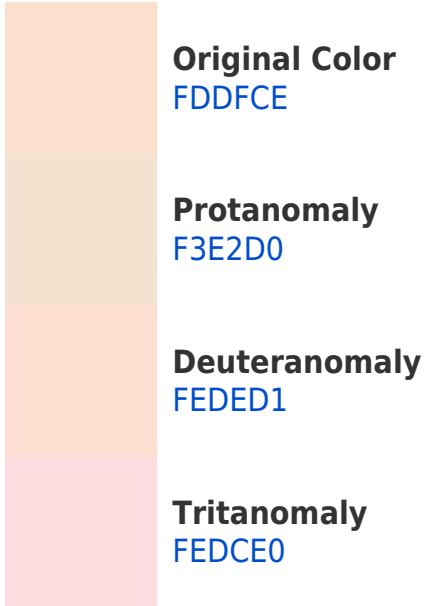 Original Color
FDDFCE
Protanomaly
F3E2D0
Deuteranomaly
FEDED1
Tritanomaly
FEDCE0